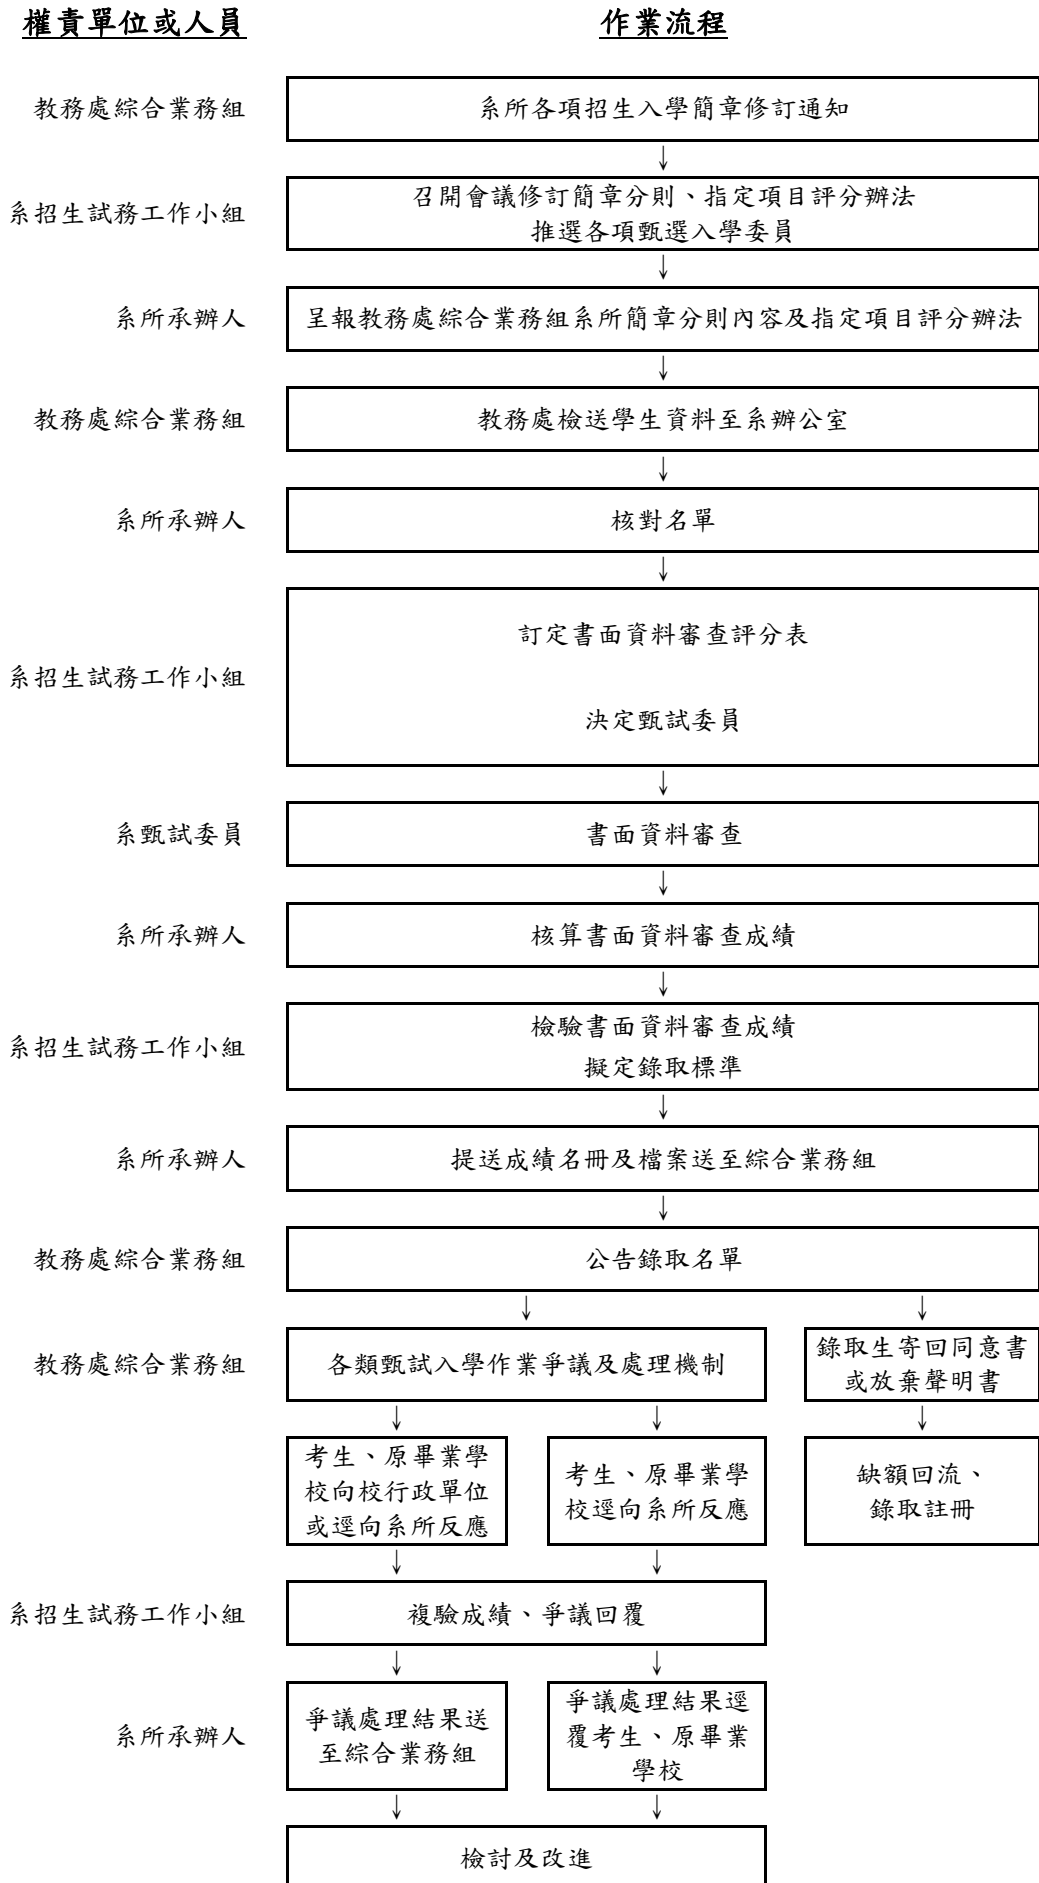 權責單位或人員
作業流程
教務處綜合業務組
系所各項招生入學簡章修訂通知
↓
系招生試務工作小組
召開會議修訂簡章分則、指定項目評分辦法
推選各項甄選入學委員
↓
系所承辦人
呈報教務處綜合業務組系所簡章分則內容及指定項目評分辦法
↓
教務處綜合業務組
教務處檢送學生資料至系辦公室
↓
系所承辦人
核對名單
↓
系招生試務工作小組
訂定書面資料審查評分表
決定甄試委員
↓
系甄試委員
書面資料審查
↓
系所承辦人
核算書面資料審查成績
↓
系招生試務工作小組
檢驗書面資料審查成績
擬定錄取標準
↓
系所承辦人
提送成績名冊及檔案送至綜合業務組
↓
教務處綜合業務組
公告錄取名單
↓ ↓
教務處綜合業務組
各類甄試入學作業爭議及處理機制
錄取生寄回同意書
或放棄聲明書
↓ ↓ ↓
考生、原畢業學
校向校行政單位
或逕向系所反應
考生、原畢業學
校逕向系所反應
缺額回流、
錄取註冊
↓ ↓
系招生試務工作小組
複驗成績、爭議回覆
↓ ↓
系所承辦人
爭議處理結果送
至綜合業務組
爭議處理結果逕
覆考生、原畢業
學校
↓ ↓
檢討及改進